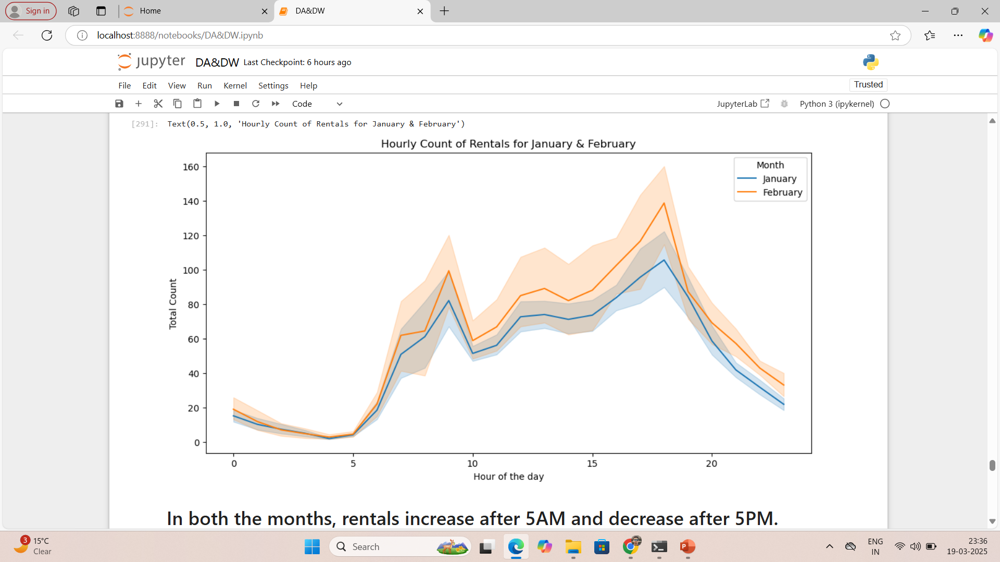 Sign in
Home
DA&DW
localhost:8888/notebooks/DA&DW.ipynb
jupyter DA&DW Last Checkpoint: 6 hours ago
File Edit View Run Kernel Settings Help
Trusted
Code
JupyterLab
Python 3 (ipykernel)
[291]: Text(0.5, 1.0, 'Hourly Count of Rentals for January & February')
Hourly Count of Rentals for January & February
Month
January
February
160
140
120
100
80
60
40
20
0
Total Count
0 5 10 15 20
Hour of the day
In both the months, rentals increase after 5AM and decrease after 5PM.
3
15°C
Clear
Search
P
ENG
IN
23:36
19-03-2025